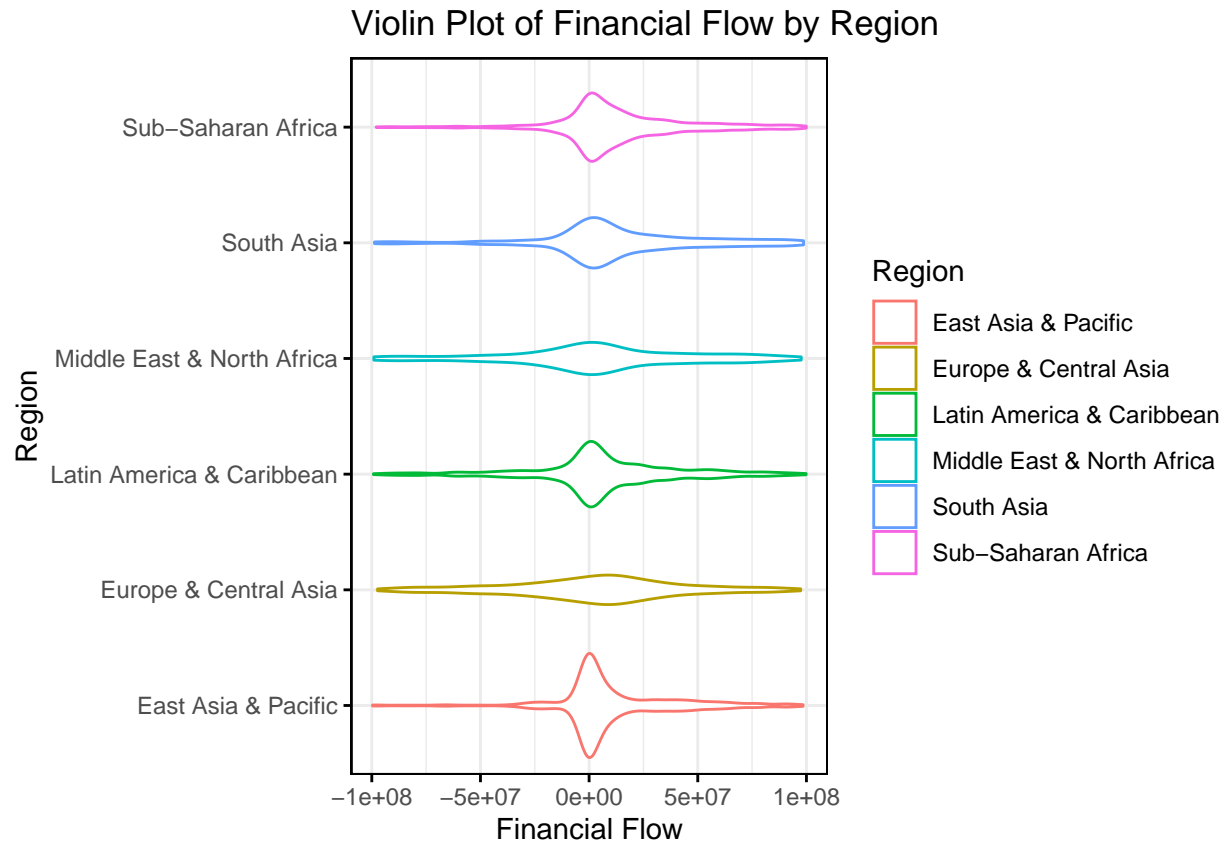 Violin Plot of Financial Flow by Region
Region
Sub−Saharan Africa
South Asia
Middle East & North Africa
Latin America & Caribbean
Europe & Central Asia
East Asia & Pacific
−1e+08 −5e+07 0e+00 5e+07 1e+08
Financial Flow
Region
East Asia & Pacific
Europe & Central Asia
Latin America & Caribbean
Middle East & North Africa
South Asia
Sub−Saharan Africa